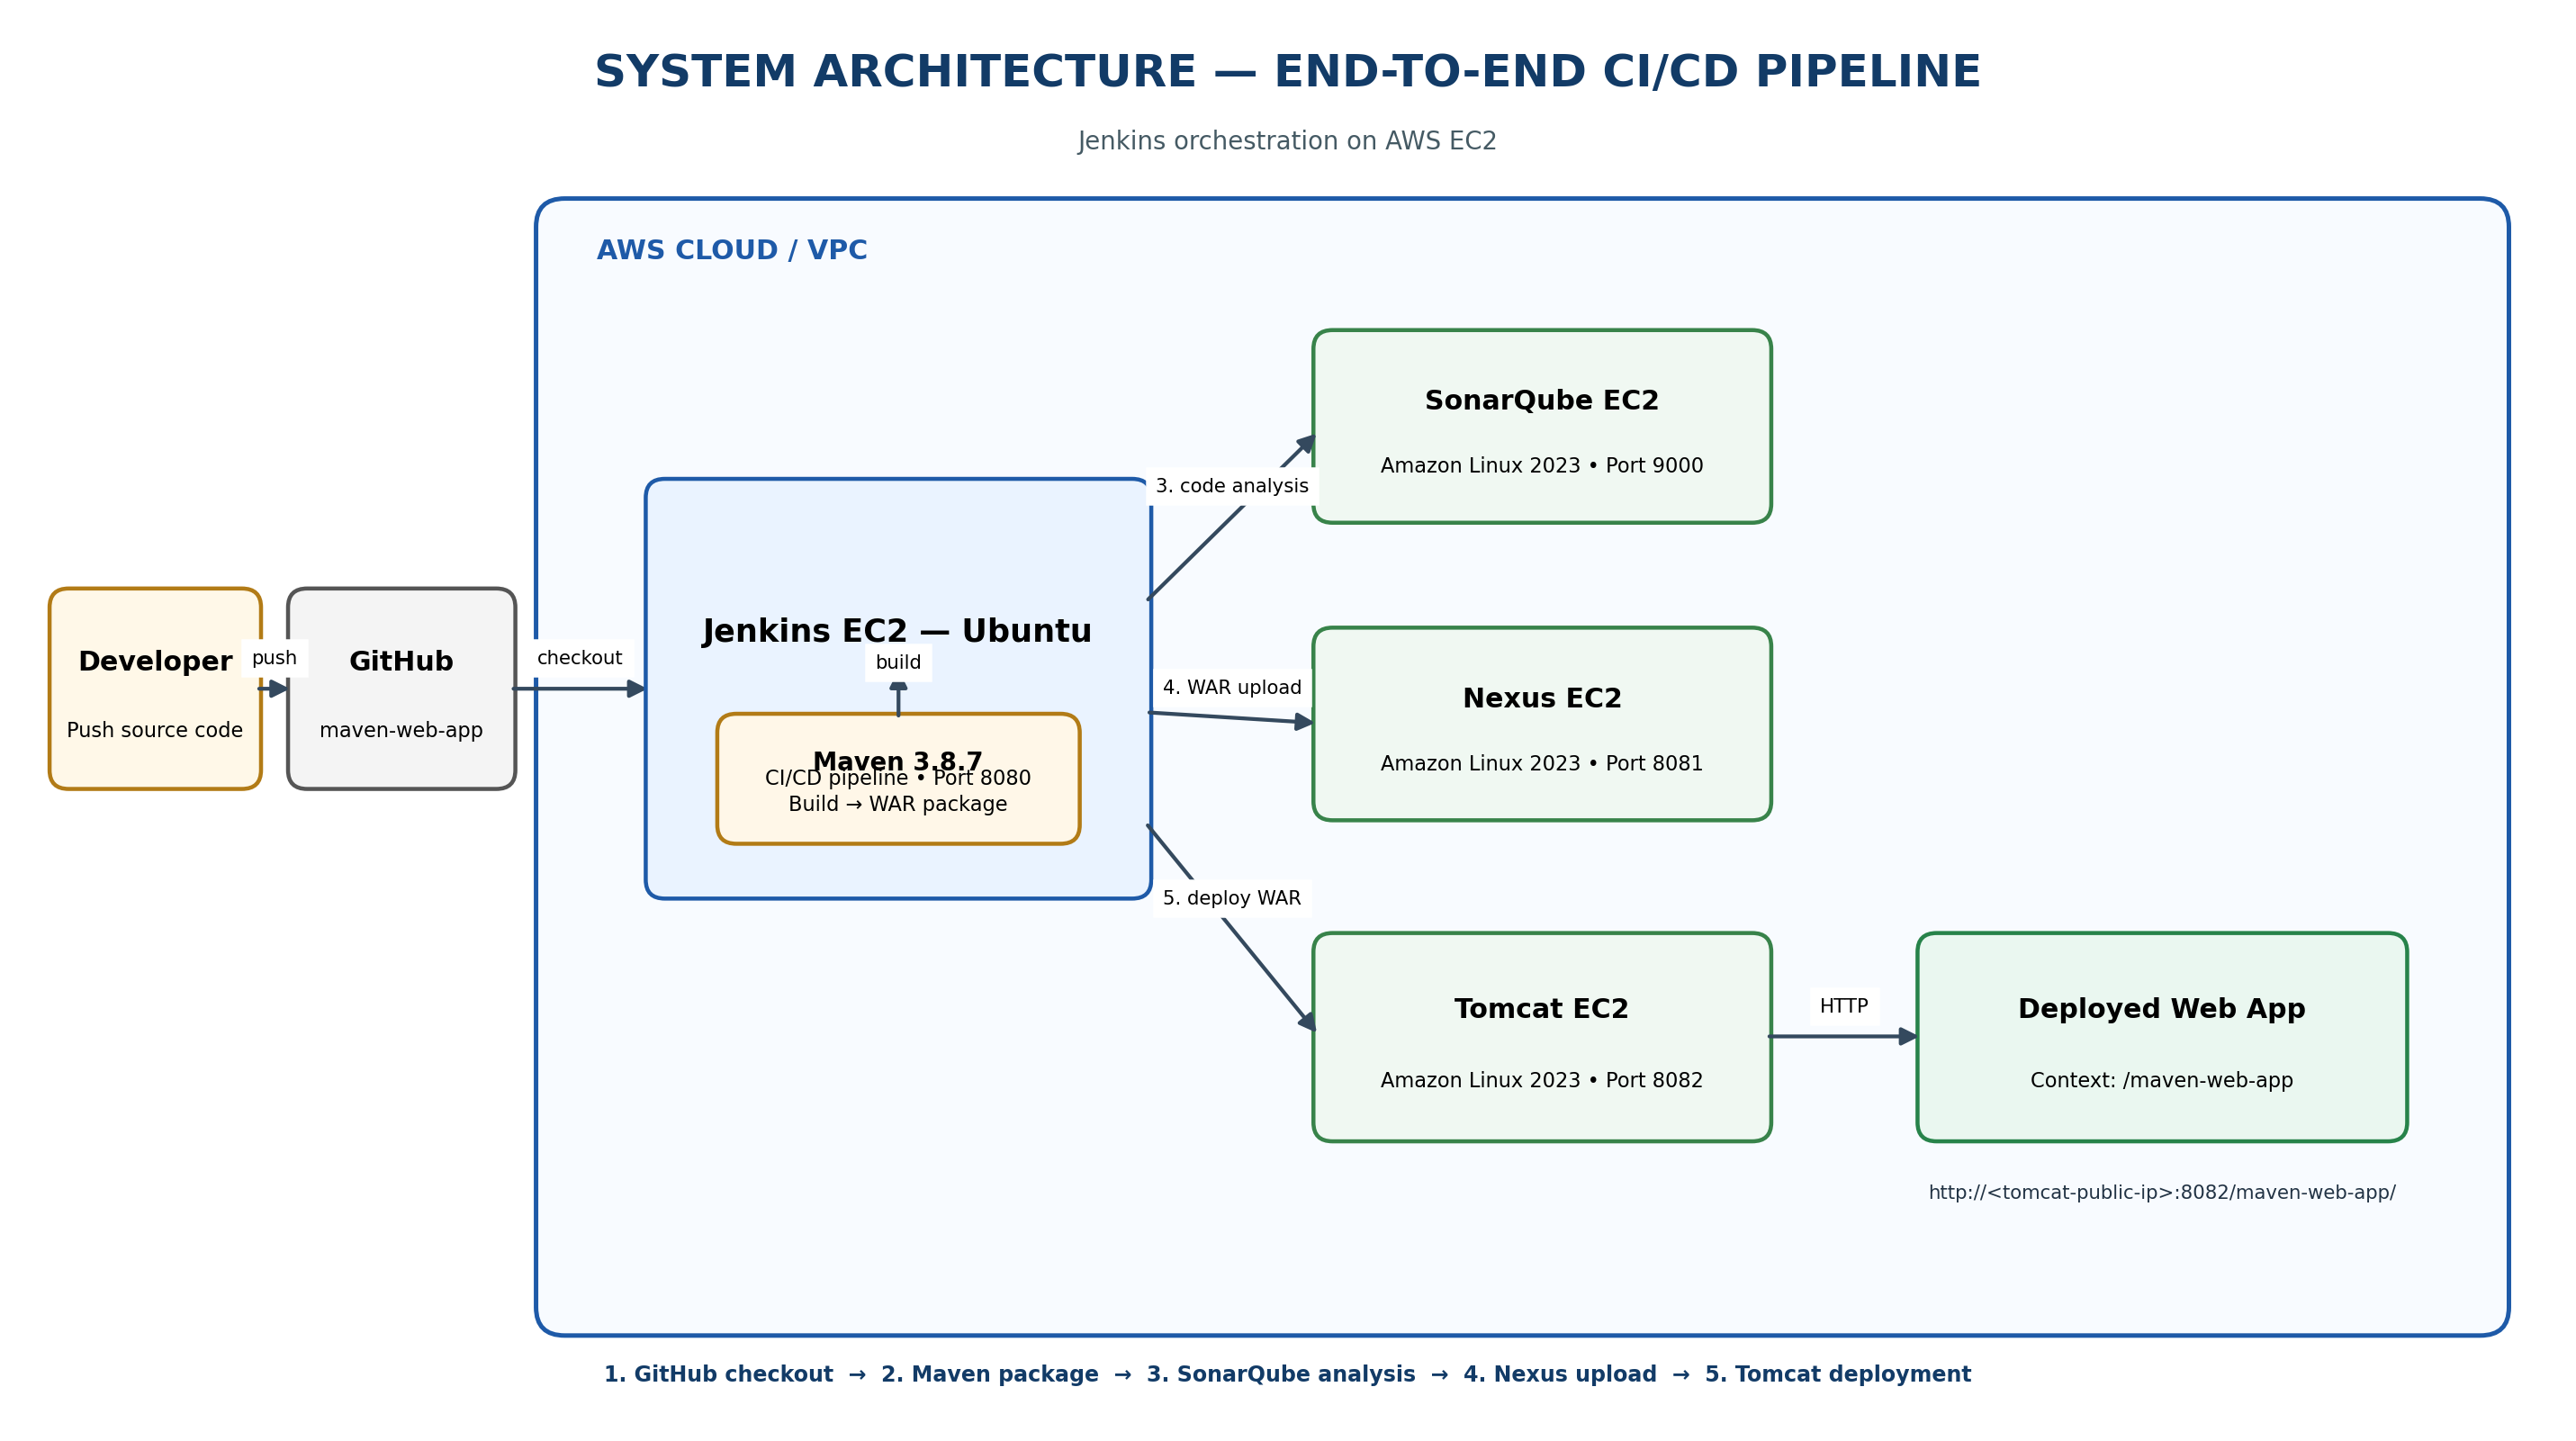 SYSTEM ARCHITECTURE — END-TO-END CI/CD PIPELINE
Jenkins orchestration on AWS EC2
AWS CLOUD / VPC
Developer
Push source code
push
GitHub
maven-web-app
checkout
Jenkins EC2 — Ubuntu
build
Maven 3.8.7
CI/CD pipeline • Port 8080
Build → WAR package
3. code analysis
SonarQube EC2
Amazon Linux 2023 • Port 9000
4. WAR upload
Nexus EC2
Amazon Linux 2023 • Port 8081
5. deploy WAR
Tomcat EC2
Amazon Linux 2023 • Port 8082
HTTP
Deployed Web App
Context: /maven-web-app
http://<tomcat-public-ip>:8082/maven-web-app/
1. GitHub checkout → 2. Maven package → 3. SonarQube analysis → 4. Nexus upload → 5. Tomcat deployment